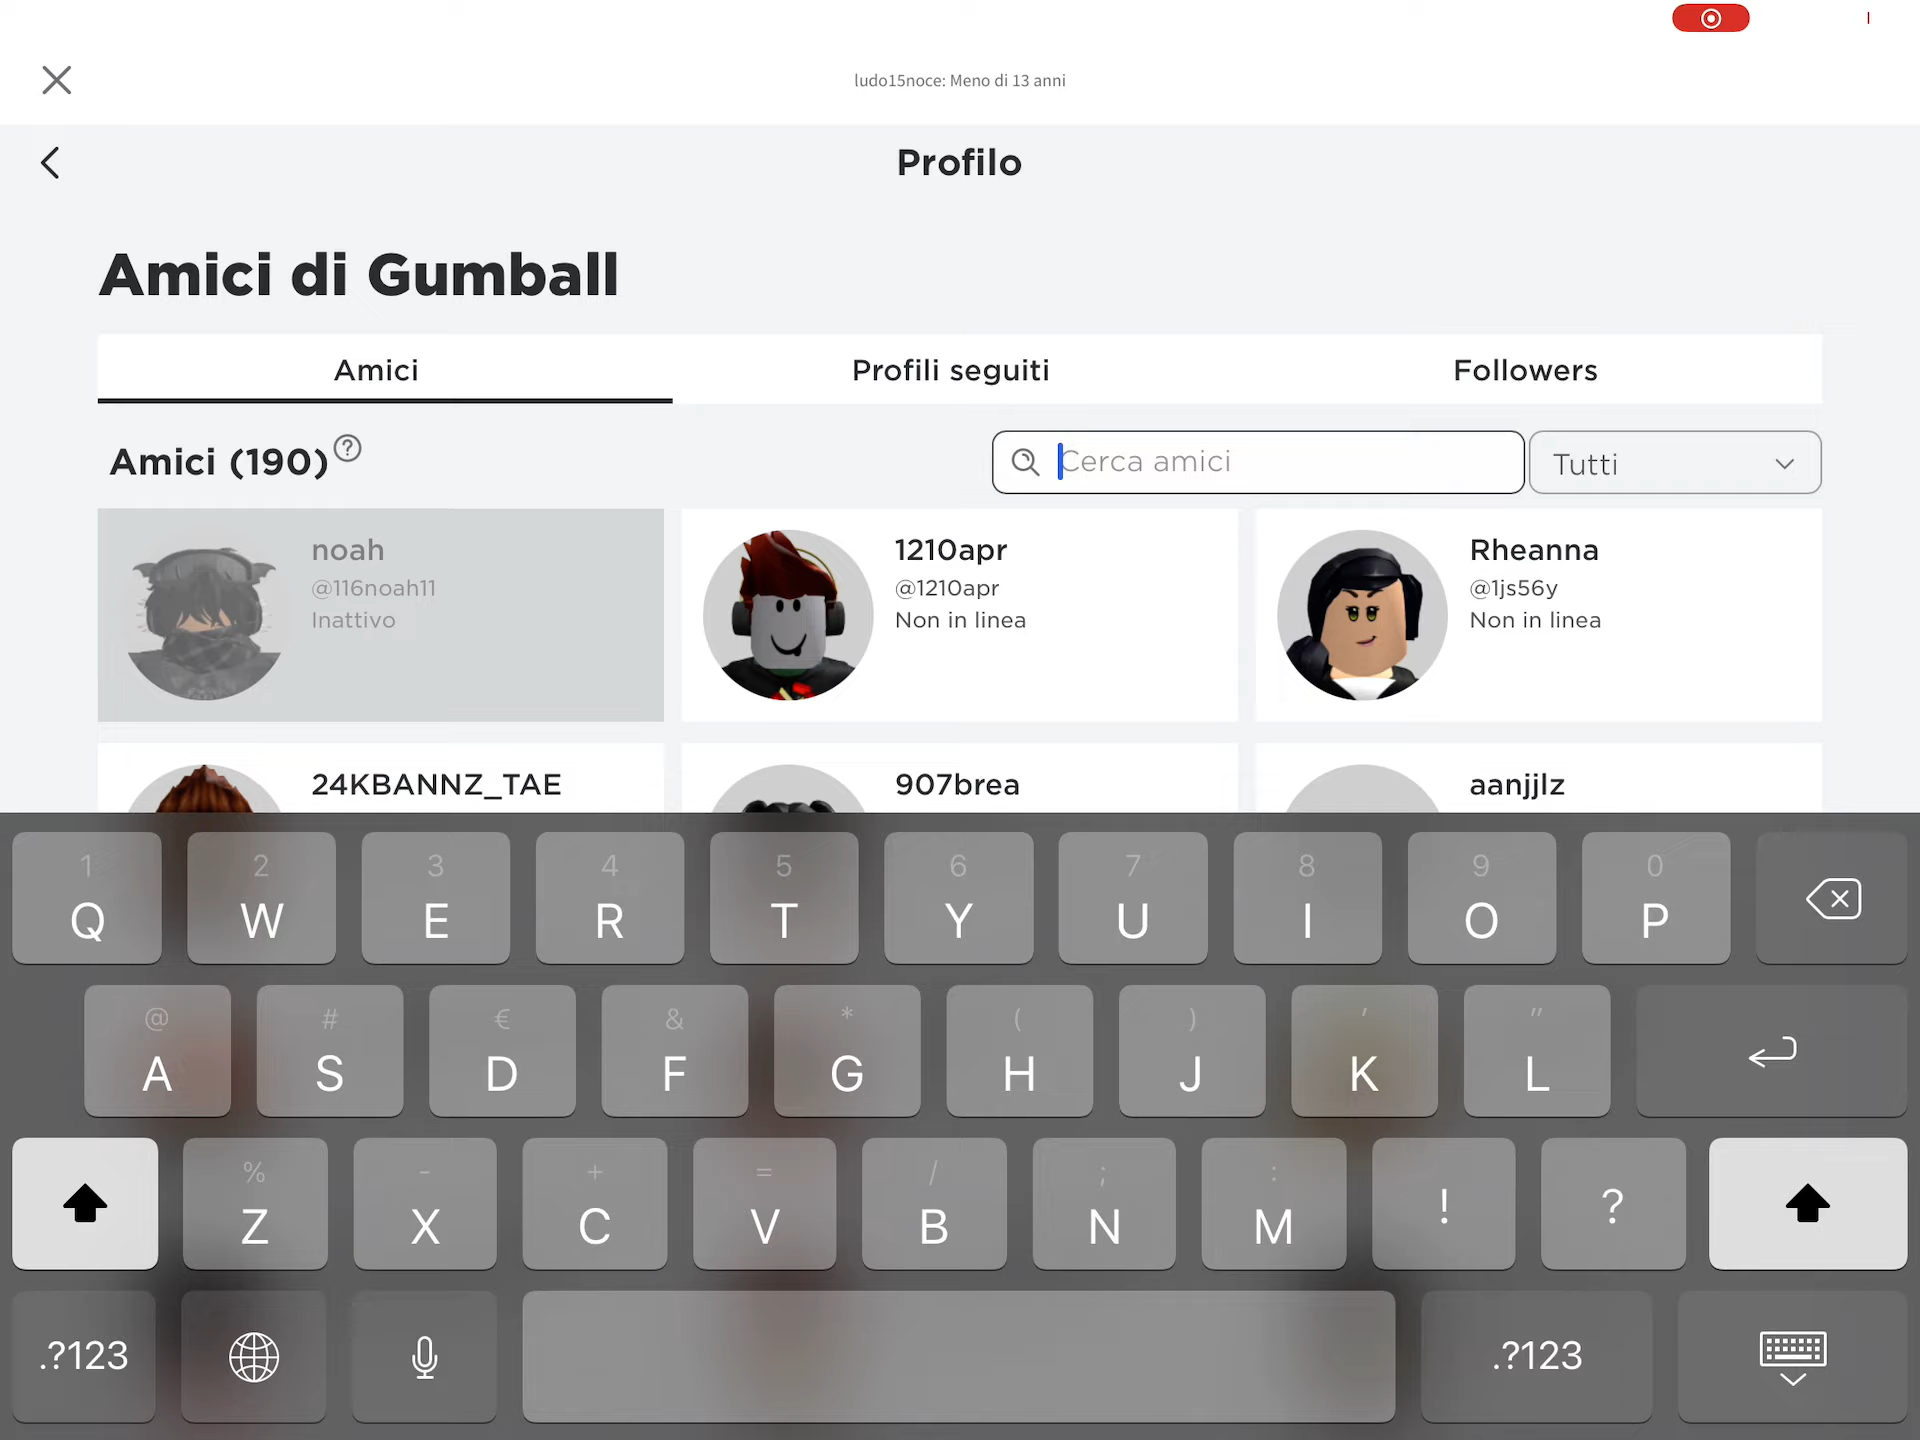 ludo15noce: Meno di 13 anni
Profilo
Amici di Gumball
Amici
Profili seguiti
Followers
Amici (190)
?
Cerca amici
Tutti
noah
@116noah11
Inattivo
1210apr
@1210apr
Non in linea
Rheanna
@1js56y
Non in linea
24KBANNZ_TAE
907brea
aanjjlz
1 2 3 4 5 6 7 8 9 0
Q W E R T Y U I O P
@ # € & * ( ) ' "
A S D F G H J K L
% - + = / ; :
Z X C V B N M ! ?
.?123
.?123